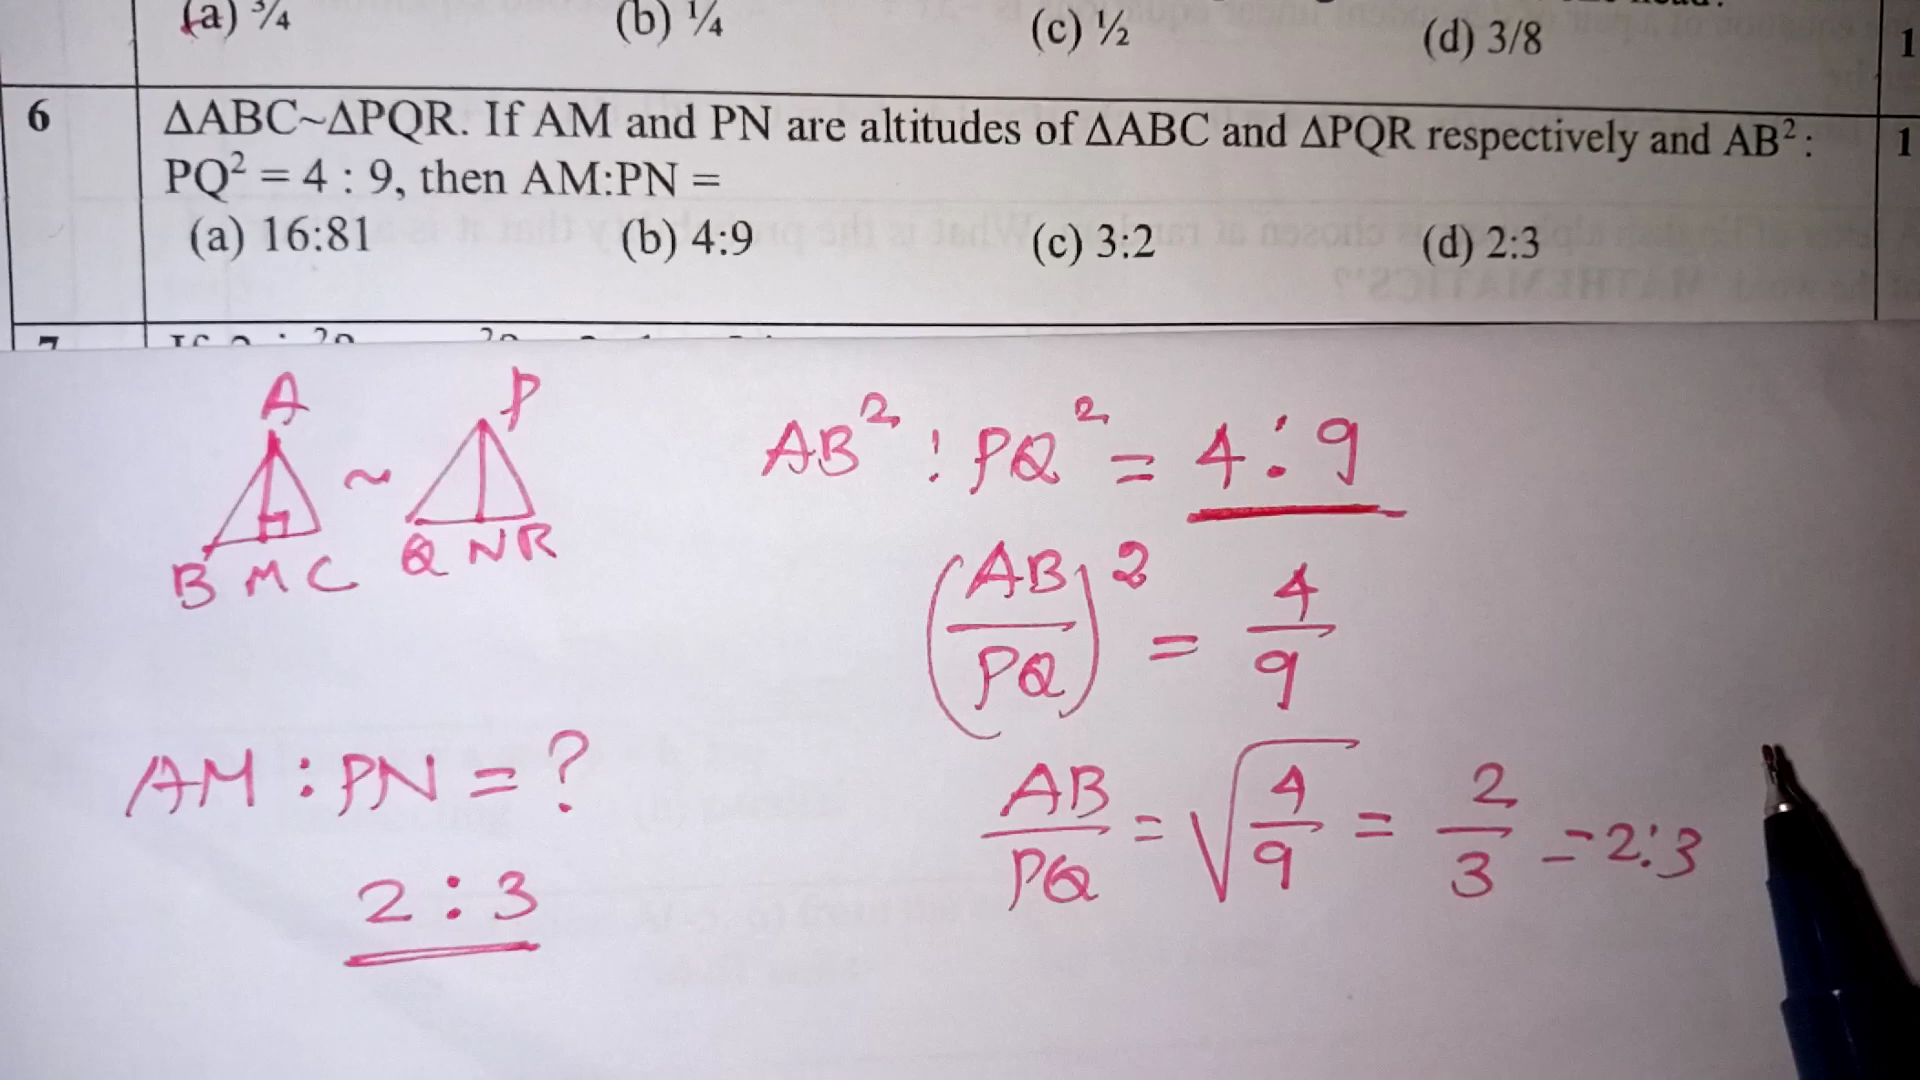 (a) ¾ (b) ¼ (c) ½ (d) 3/8 1
6 ΔABC~ΔPQR. If AM and PN are altitudes of ΔABC and ΔPQR respectively and AB²: 1
PQ² = 4 : 9, then AM:PN =
(a) 16:81 (b) 4:9 (c) 3:2 (d) 2:3
A P
~
B M C Q N R
AB² : PQ² = 4 : 9
(AB/PQ)² = 4/9
AM : PN = ?
AB/PQ = √4/9 = 2/3 = 2:3
2 : 3